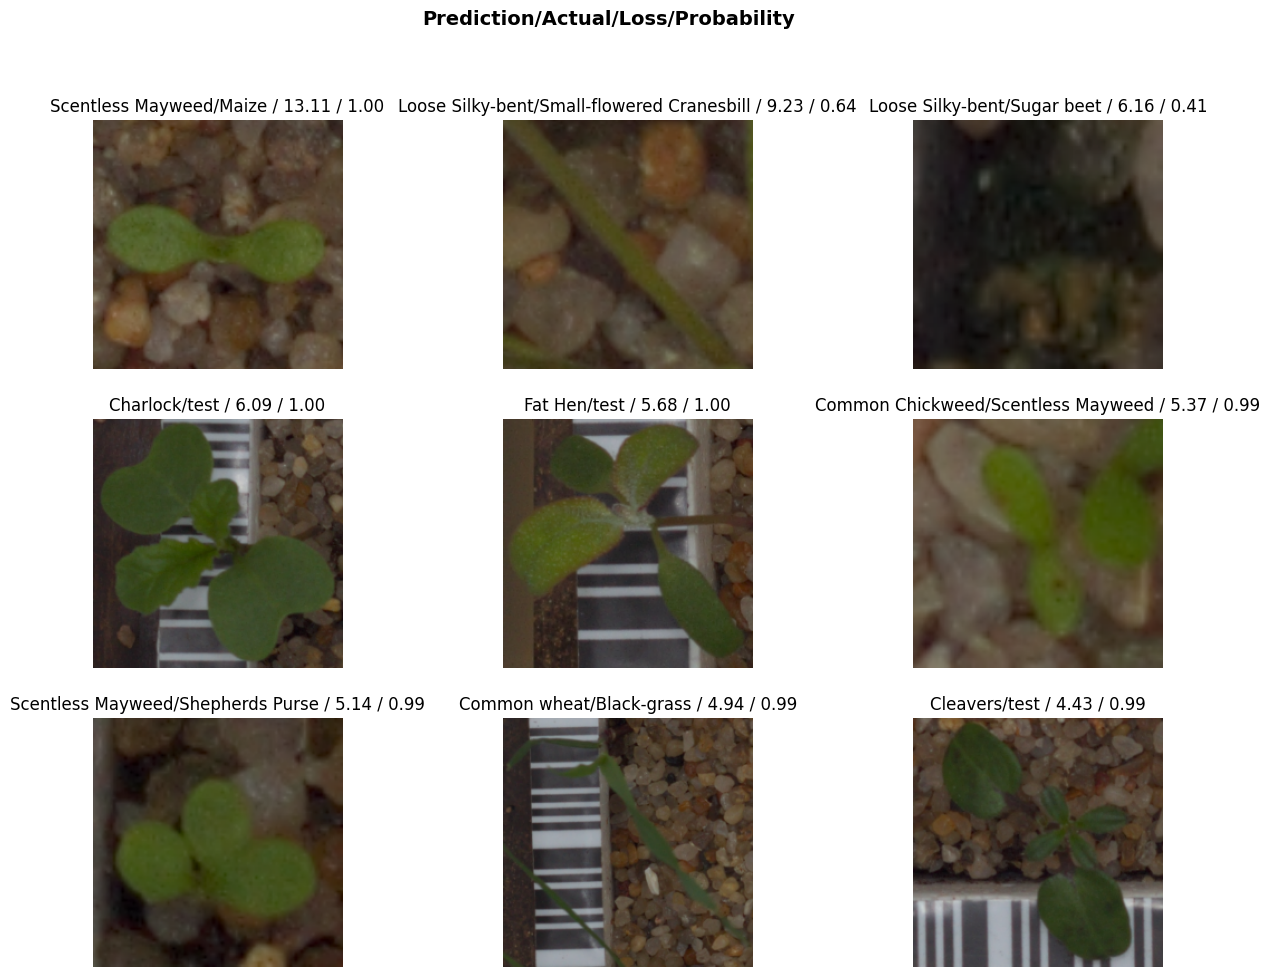 Prediction/Actual/Loss/Probability
Scentless Mayweed/Maize / 13.11 / 1.00
Loose Silky-bent/Small-flowered Cranesbill / 9.23 / 0.64
Loose Silky-bent/Sugar beet / 6.16 / 0.41
Charlock/test / 6.09 / 1.00
Fat Hen/test / 5.68 / 1.00
Common Chickweed/Scentless Mayweed / 5.37 / 0.99
Scentless Mayweed/Shepherds Purse / 5.14 / 0.99
Common wheat/Black-grass / 4.94 / 0.99
Cleavers/test / 4.43 / 0.99